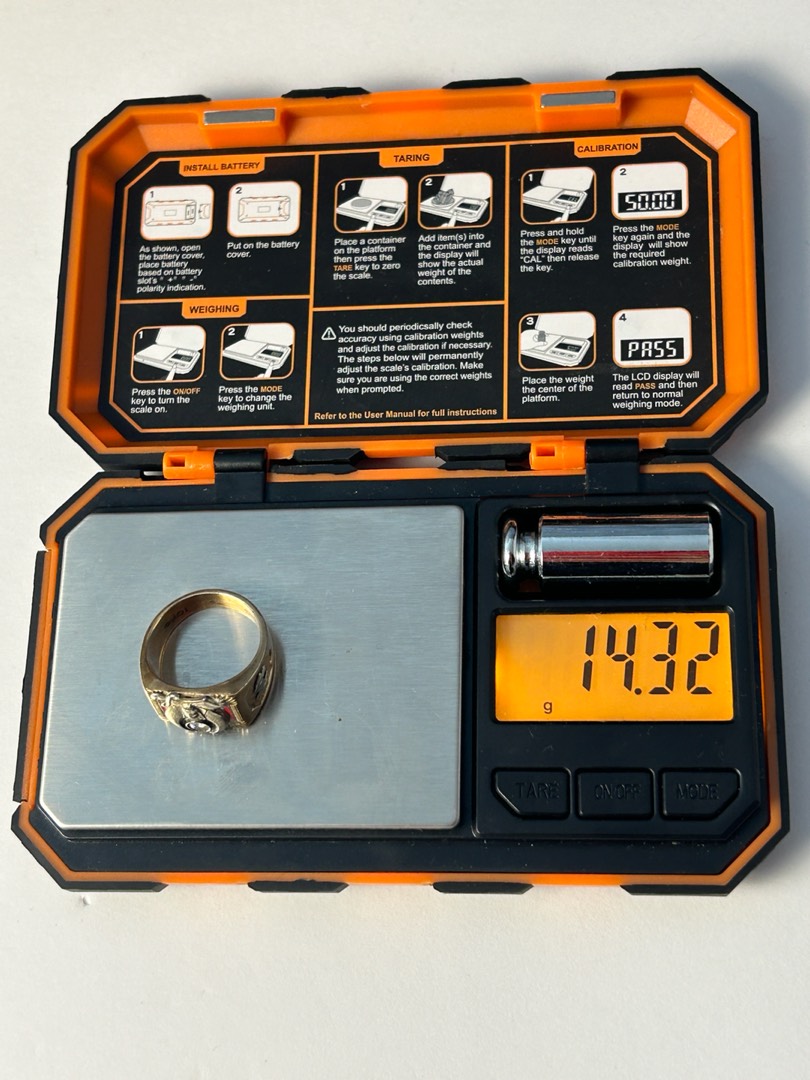 INSTALL BATTERY
1
2
As shown, open
the battery cover,
place battery
based on battery
slot's "+" "-"
polarity indication.
Put on the battery
cover.
WEIGHING
1
2
Press the ON/OFF
key to turn the
scale on.
Press the MODE
key to change the
weighing unit.
TARING
1
2
Place a container
on the platform
then press the
TARE key to zero
the scale.
Add item(s) into
the container and
the display will
show the actual
weight of the
contents.
You should periodicsally check
accuracy using calibration weights
and adjust the calibration if necessary.
The steps below will permanently
adjust the scale's calibration. Make
sure you are using the correct weights
when prompted.
Refer to the User Manual for full instructions
CALIBRATION
1
2
50.00
Press and hold
the MODE key until
the display reads
"CAL" then release
the key.
Press the MODE
key again and the
display will show
the required
calibration weight.
3
4
PASS
Place the weight
the center of the
platform.
The LCD display will
read PASS and then
return to normal
weighing mode.
14.32
g
TARE
ON/OFF
MODE